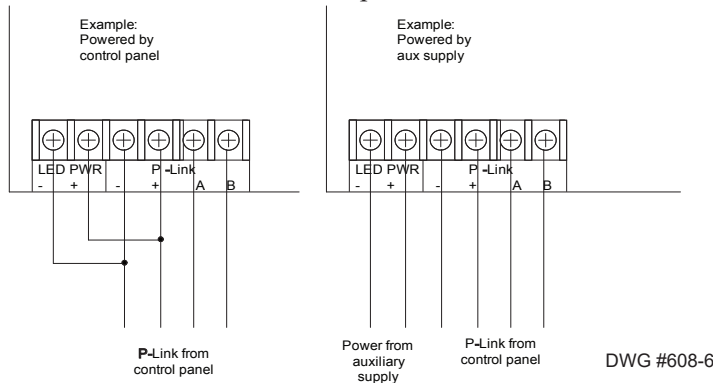 Example:
Powered by
control panel
LED PWR P -Link
- + - + A B
P-Link from
control panel
Example:
Powered by
aux supply
LED PWR P -Link
- + - + A B
Power from
auxiliary
supply
P-Link from
control panel
DWG #608-6